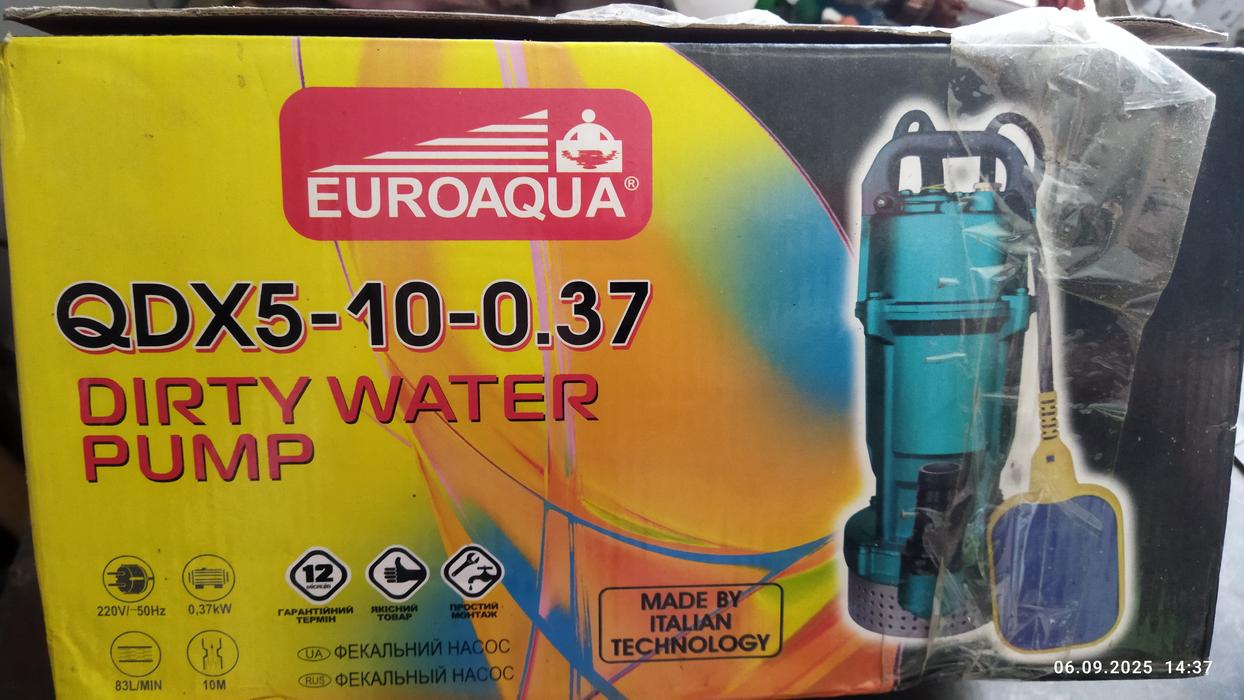 EUROAQUA®
QDX5-10-0.37
DIRTY WATER
PUMP
220V/~50Hz
0,37kW
83L/MIN
10M
12
МІСЯЦІВ
ГАРАНТІЙНИЙ
ТЕРМІН
ЯКІСНИЙ
ТОВАР
ПРОСТИЙ
МОНТАЖ
UA ФЕКАЛЬНИЙ НАСОС
RUS ФЕКАЛЬНЫЙ НАСОС
MADE BY
ITALIAN
TECHNOLOGY
06.09.2025 14:37